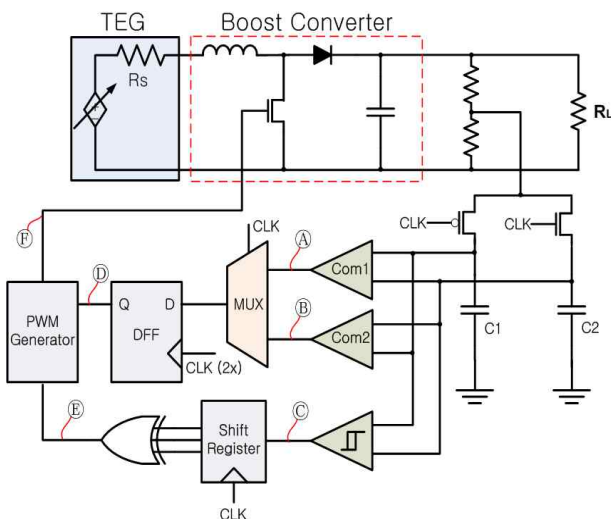 TEG
Boost Converter
Rs
RL
CLK
CLK
CLK
Ⓕ
Ⓐ
Com1
Ⓓ
MUX
C1
C2
Q
D
PWM
Generator
DFF
Ⓑ
Com2
CLK (2x)
Ⓔ
Shift
Register
Ⓒ
CLK